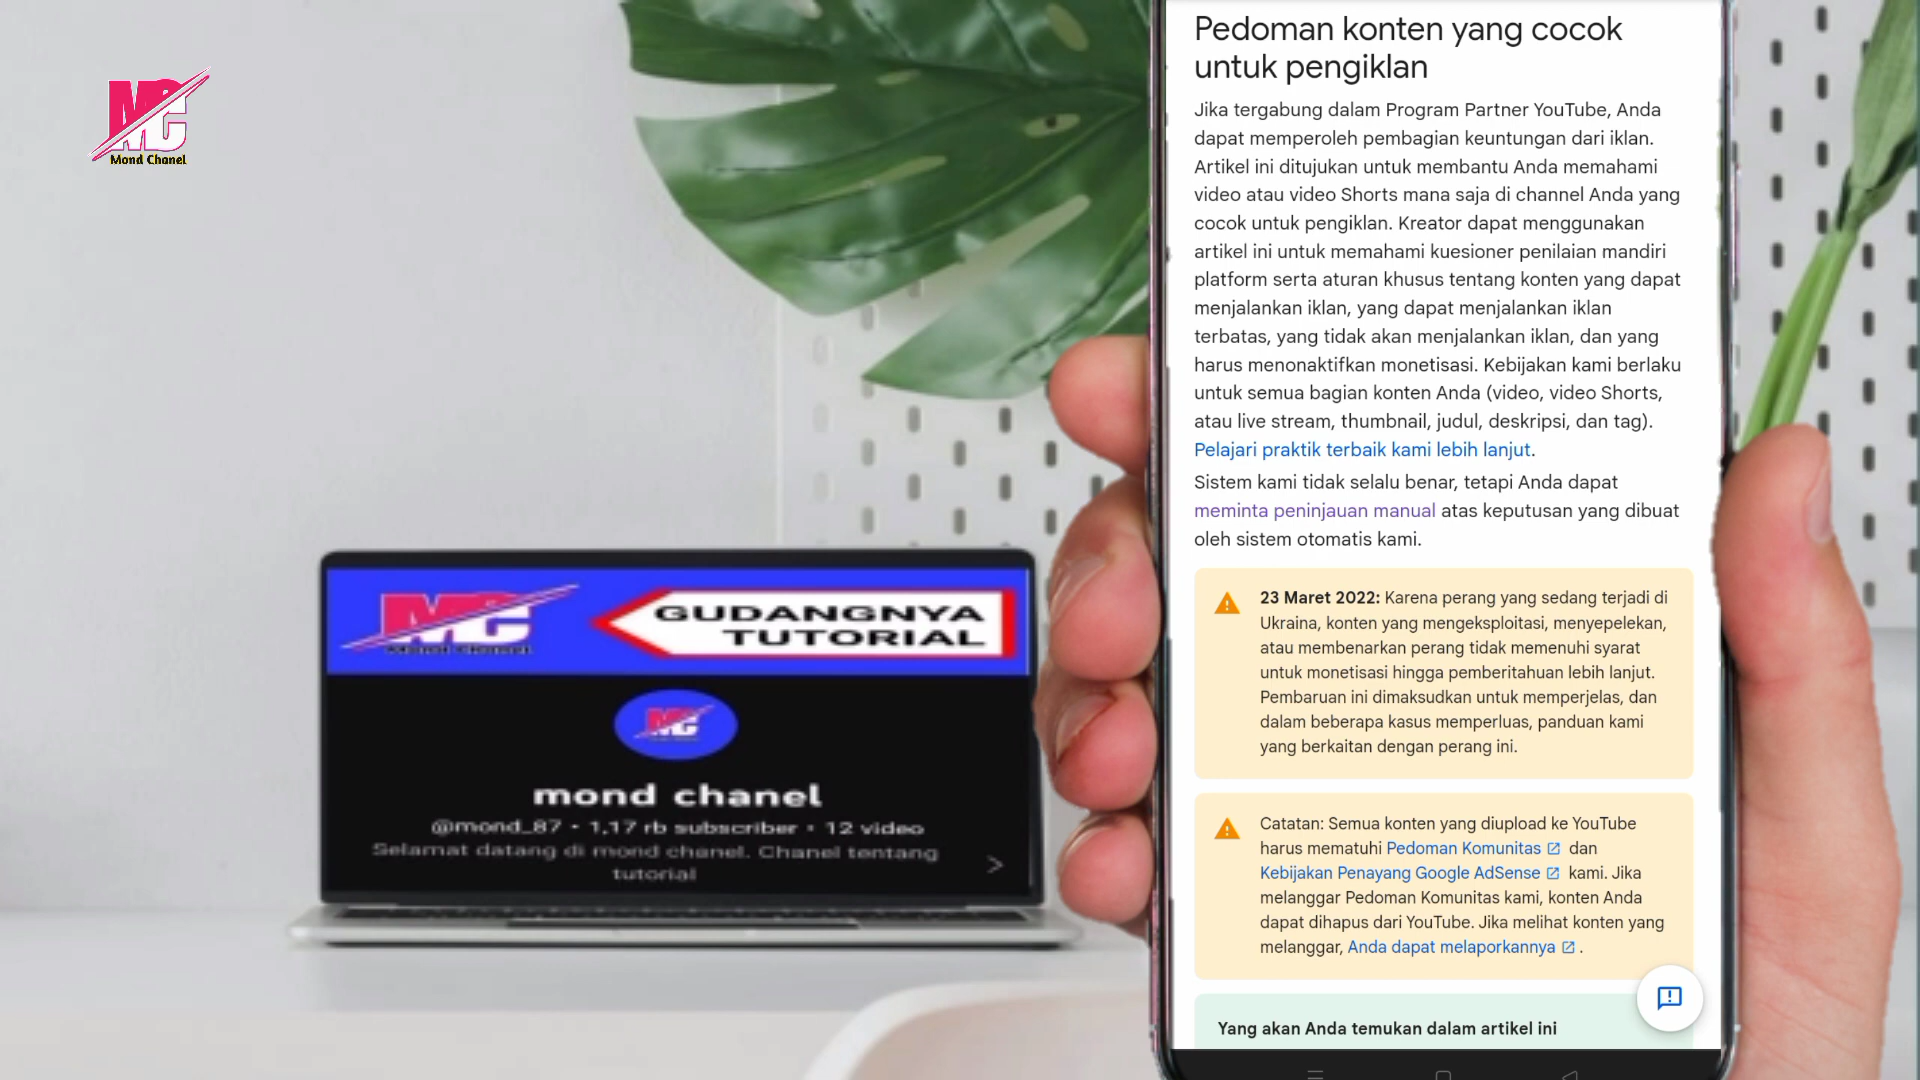 MC
Mond Chanel
Pedoman konten yang cocok
untuk pengiklan
Jika tergabung dalam Program Partner YouTube, Anda
dapat memperoleh pembagian keuntungan dari iklan.
Artikel ini ditujukan untuk membantu Anda memahami
video atau video Shorts mana saja di channel Anda yang
cocok untuk pengiklan. Kreator dapat menggunakan
artikel ini untuk memahami kuesioner penilaian mandiri
platform serta aturan khusus tentang konten yang dapat
menjalankan iklan, yang dapat menjalankan iklan
terbatas, yang tidak akan menjalankan iklan, dan yang
harus menonaktifkan monetisasi. Kebijakan kami berlaku
untuk semua bagian konten Anda (video, video Shorts,
atau live stream, thumbnail, judul, deskripsi, dan tag).
Pelajari praktik terbaik kami lebih lanjut.
Sistem kami tidak selalu benar, tetapi Anda dapat
meminta peninjauan manual atas keputusan yang dibuat
oleh sistem otomatis kami.
23 Maret 2022: Karena perang yang sedang terjadi di
Ukraina, konten yang mengeksploitasi, menyepelekan,
atau membenarkan perang tidak memenuhi syarat
untuk monetisasi hingga pemberitahuan lebih lanjut.
Pembaruan ini dimaksudkan untuk memperjelas, dan
dalam beberapa kasus memperluas, panduan kami
yang berkaitan dengan perang ini.
Catatan: Semua konten yang diupload ke YouTube
harus mematuhi Pedoman Komunitas dan
Kebijakan Penayang Google AdSense kami. Jika
melanggar Pedoman Komunitas kami, konten Anda
dapat dihapus dari YouTube. Jika melihat konten yang
melanggar, Anda dapat melaporkannya .
Yang akan Anda temukan dalam artikel ini
MC
GUDANGNYA
TUTORIAL
MC
mond chanel
@mond_87 • 1,17 rb subscriber • 12 video
Selamat datang di mond chanel. Chanel tentang
tutorial